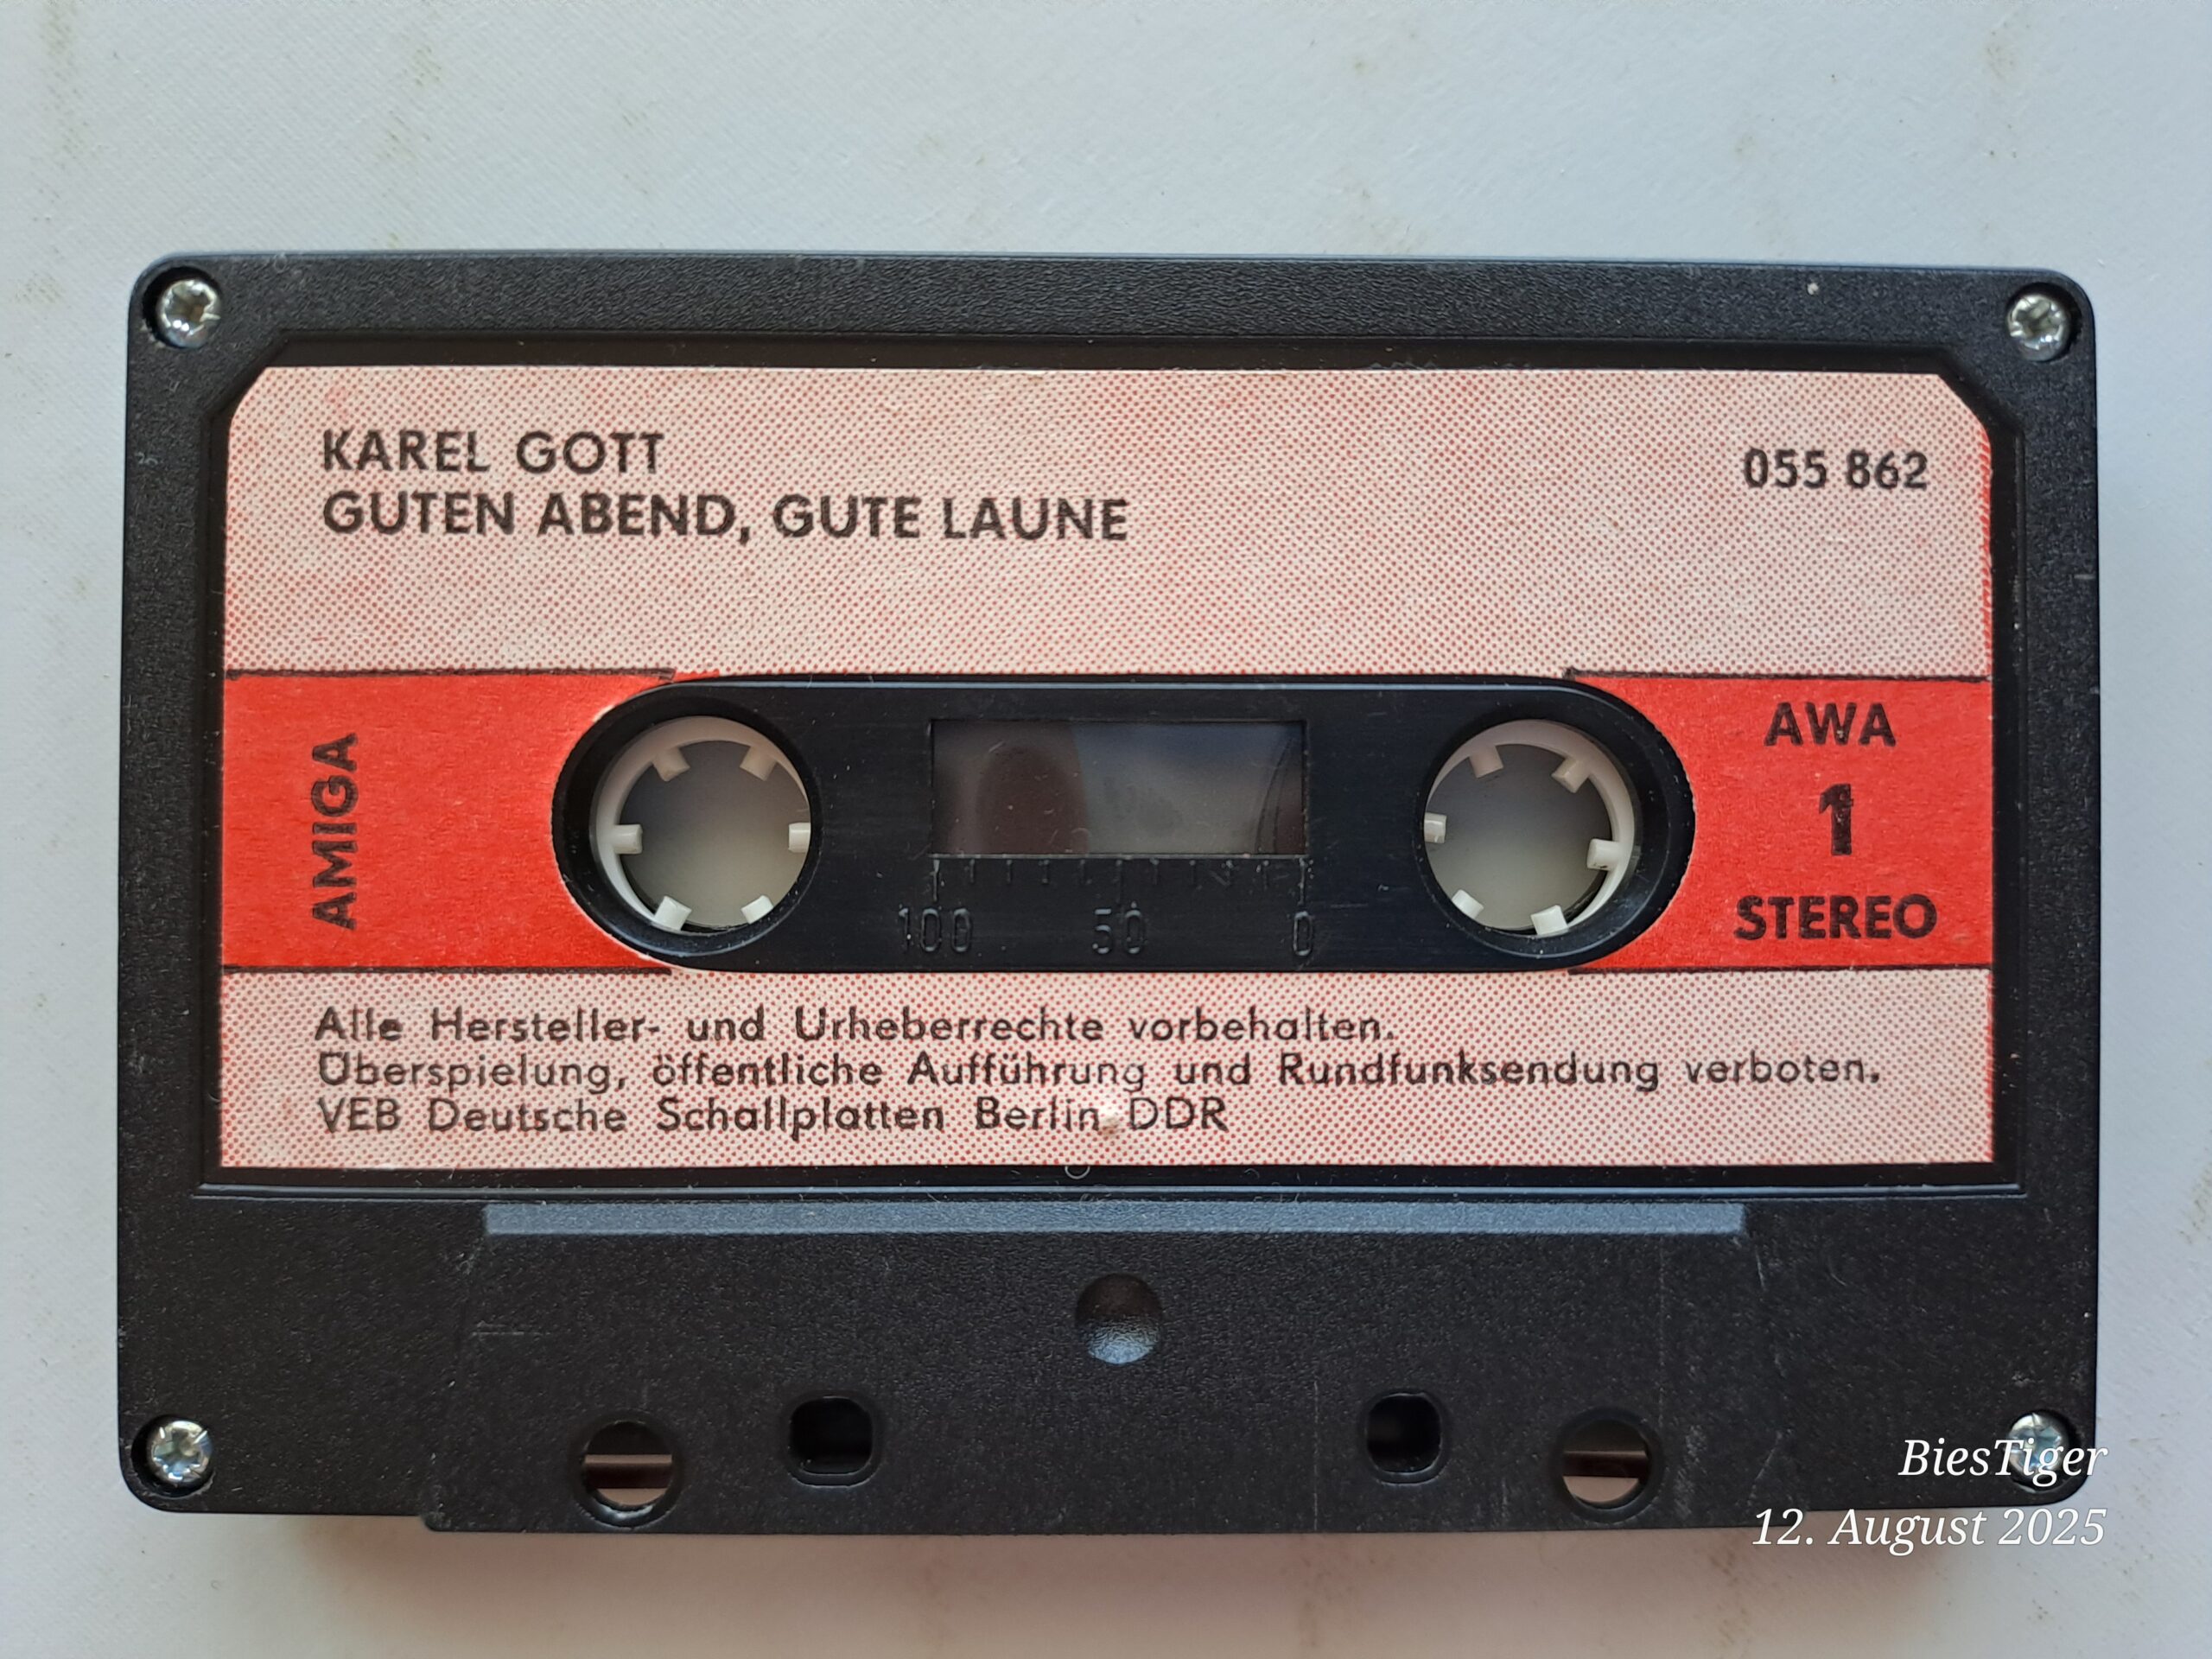 KAREL GOTT
GUTEN ABEND, GUTE LAUNE
055 862
AMIGA
AWA
1
STEREO
100 50 0
Alle Hersteller- und Urheberrechte vorbehalten.
Überspielung, öffentliche Aufführung und Rundfunksendung verboten.
VEB Deutsche Schallplatten Berlin DDR
BiesTiger
12. August 2025